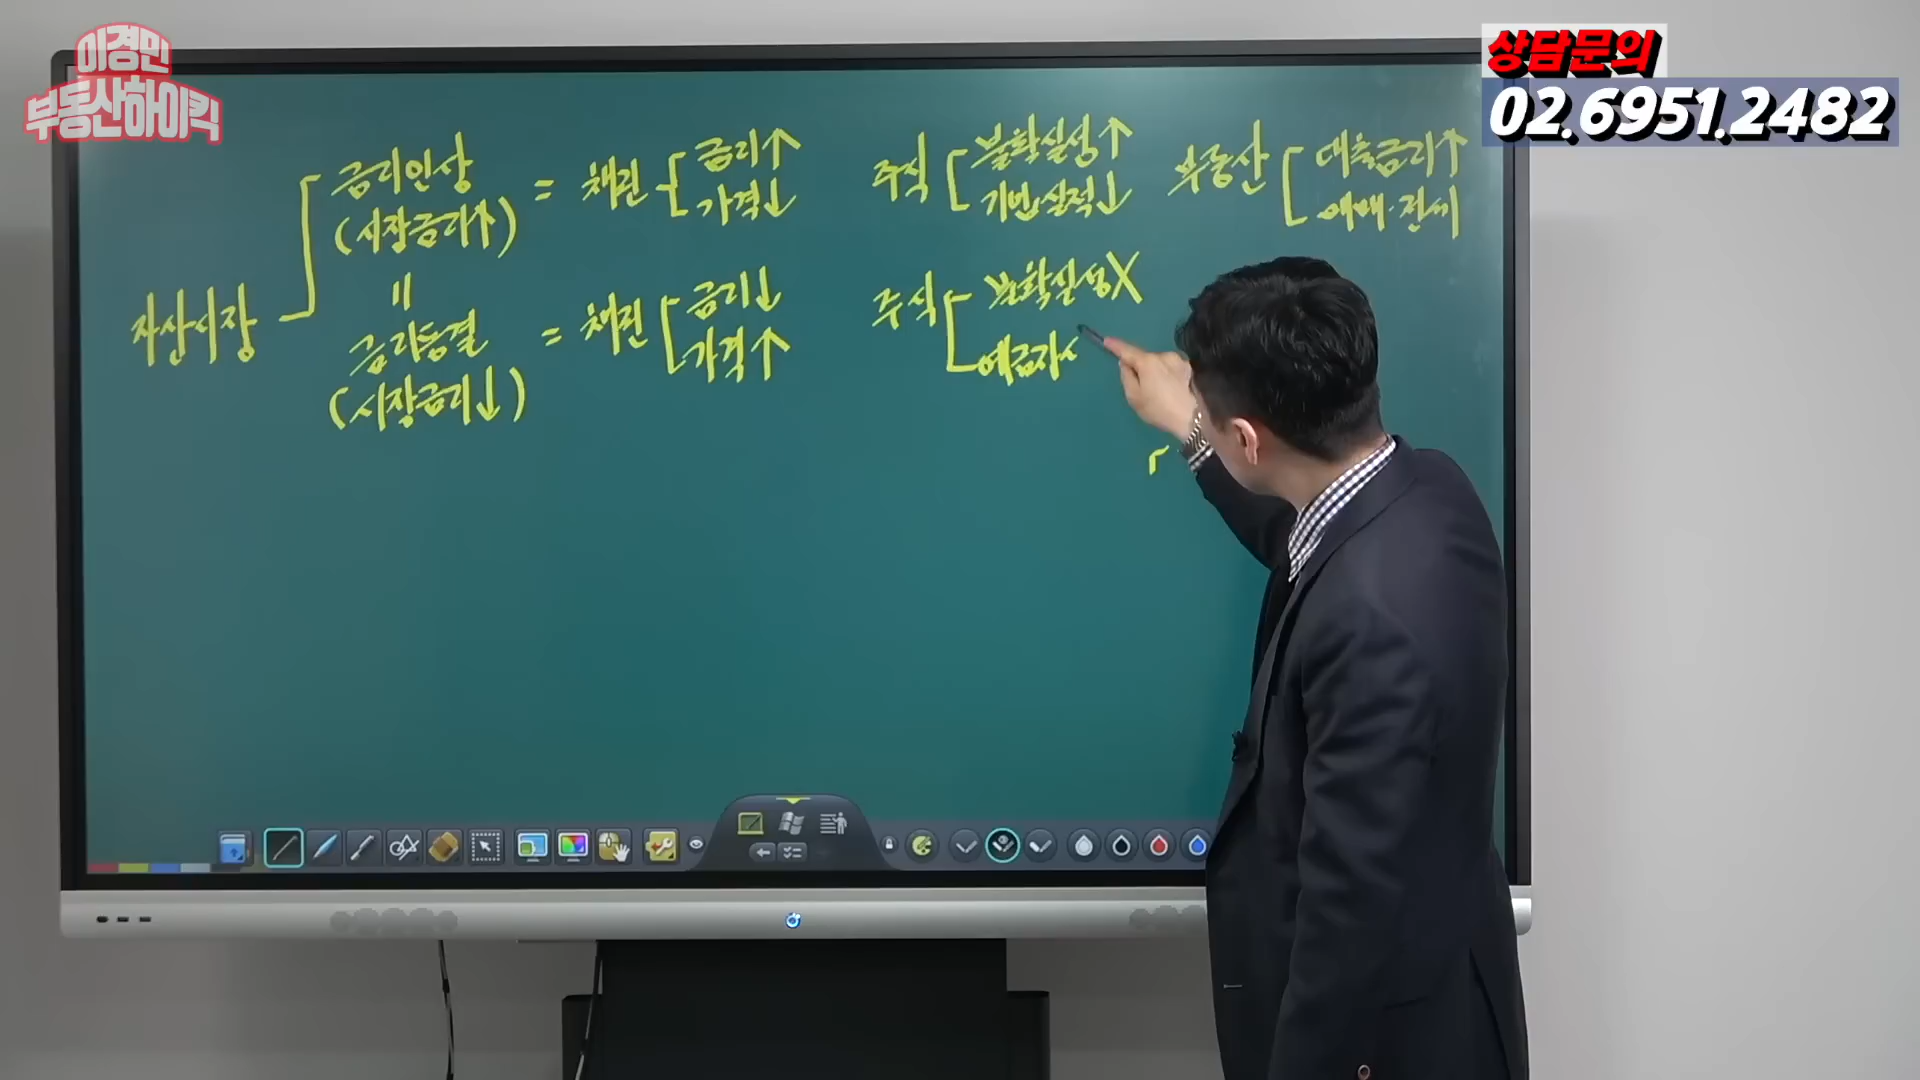 이경민
부동산하이킥
상담문의
02.6951.2482
자산시장
금리인상
(시장금리↑)
=
채권
금리↑
가격↓
주식
불확실성↑
기업실적↓
부동산
대출금리↑
매매·전세
=
금리동결
(시장금리↓)
=
채권
금리↓
가격↑
주식
불확실성X
예금자